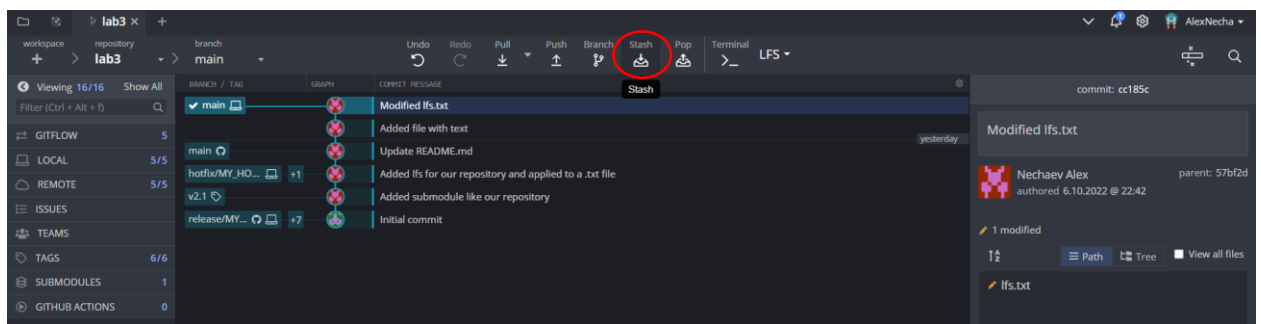 lab3 × +
AlexNecha
workspace repository branch Undo Redo Pull Push Branch Stash Pop Terminal
+ > lab3 > main LFS
Stash
Viewing 16/16 Show All
BRANCH / TAG GRAPH COMMIT MESSAGE
commit: cc185c
Filter (Ctrl + Alt + f)
main Modified lfs.txt
Added file with text
yesterday
main Update README.md
hotfix/MY_HO... +1 Added lfs for our repository and applied to a .txt file
v2.1 Added submodule like our repository
release/MY... +7 Initial commit
GITFLOW 5
LOCAL 5/5
REMOTE 5/5
ISSUES
TEAMS
TAGS 6/6
SUBMODULES 1
GITHUB ACTIONS 0
Modified lfs.txt
Nechaev Alex parent: 57bf2d
authored 6.10.2022 @ 22:42
1 modified
Path Tree View all files
lfs.txt